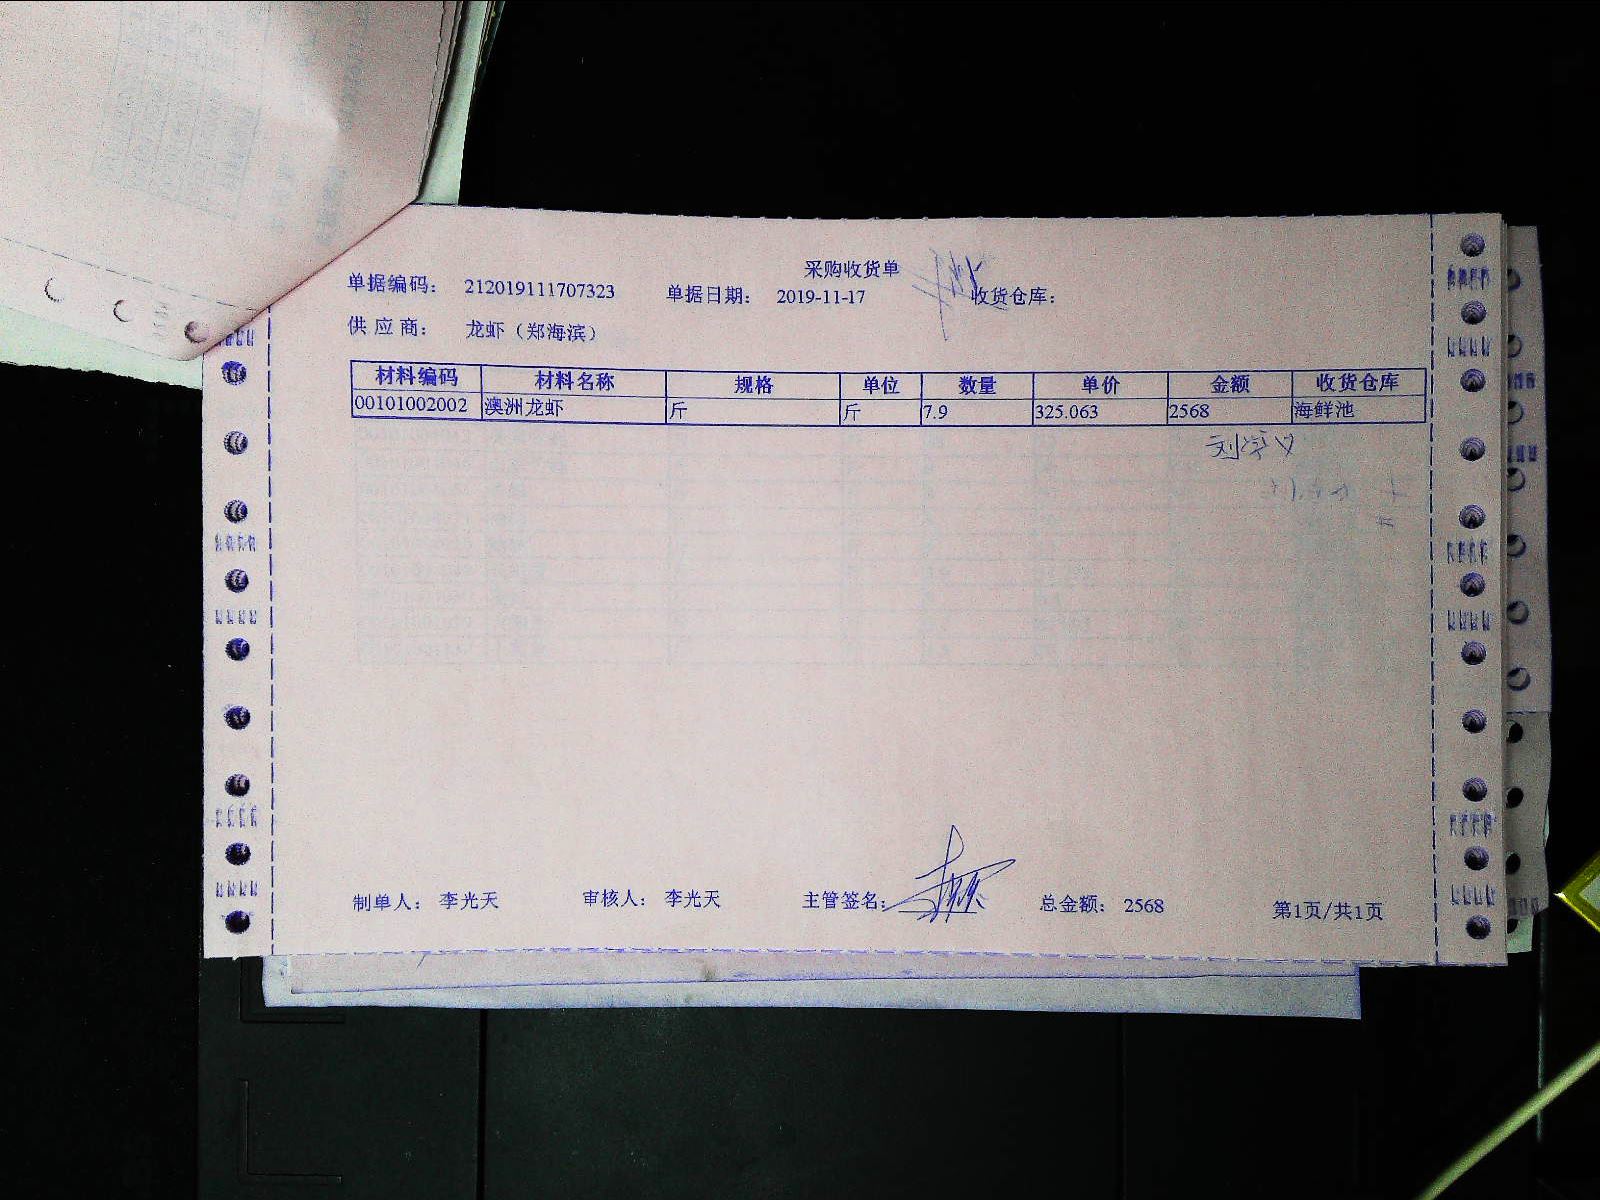 采购收货单
单据编码: 212019111707323 单据日期: 2019-11-17 收货仓库:
供应商: 龙虾（郑海滨）
材料编码 材料名称 规格 单位 数量 单价 金额 收货仓库
00101002002 澳洲龙虾 斤 斤 7.9 325.063 2568 海鲜池
制单人: 李光天 审核人: 李光天 主管签名: 总金额: 2568 第1页/共1页